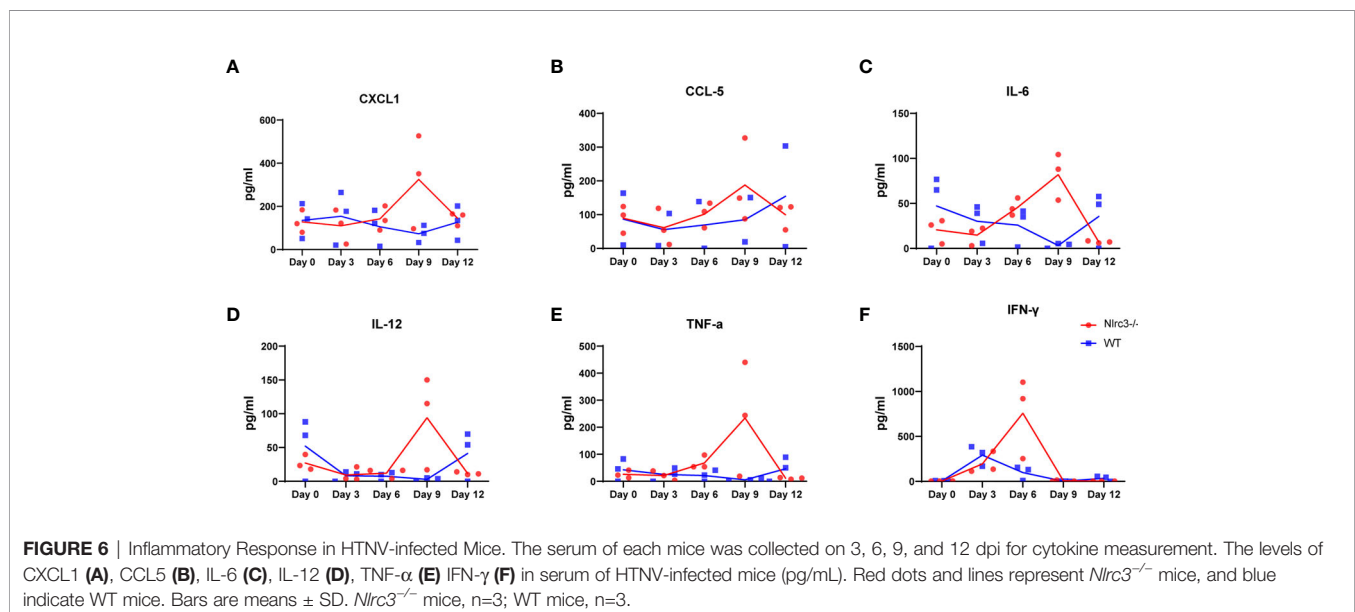 A
CXCL1
600
400
200
0
pg/ml
Day 0 Day 3 Day 6 Day 9 Day 12
B
CCL-5
400
300
200
100
0
pg/ml
Day 0 Day 3 Day 6 Day 9 Day 12
C
IL-6
150
100
50
0
pg/ml
Day 0 Day 3 Day 6 Day 9 Day 12
D
IL-12
200
150
100
50
0
pg/ml
Day 0 Day 3 Day 6 Day 9 Day 12
E
TNF-a
500
400
300
200
100
0
pg/ml
Day 0 Day 3 Day 6 Day 9 Day 12
F
IFN-γ
1500
1000
500
0
pg/ml
Day 0 Day 3 Day 6 Day 9 Day 12
Nlrc3-/-
WT
FIGURE 6 | Inflammatory Response in HTNV-infected Mice. The serum of each mice was collected on 3, 6, 9, and 12 dpi for cytokine measurement. The levels of
CXCL1 (A), CCL5 (B), IL-6 (C), IL-12 (D), TNF-α (E) IFN-γ (F) in serum of HTNV-infected mice (pg/mL). Red dots and lines represent Nlrc3−/− mice, and blue
indicate WT mice. Bars are means ± SD. Nlrc3−/− mice, n=3; WT mice, n=3.